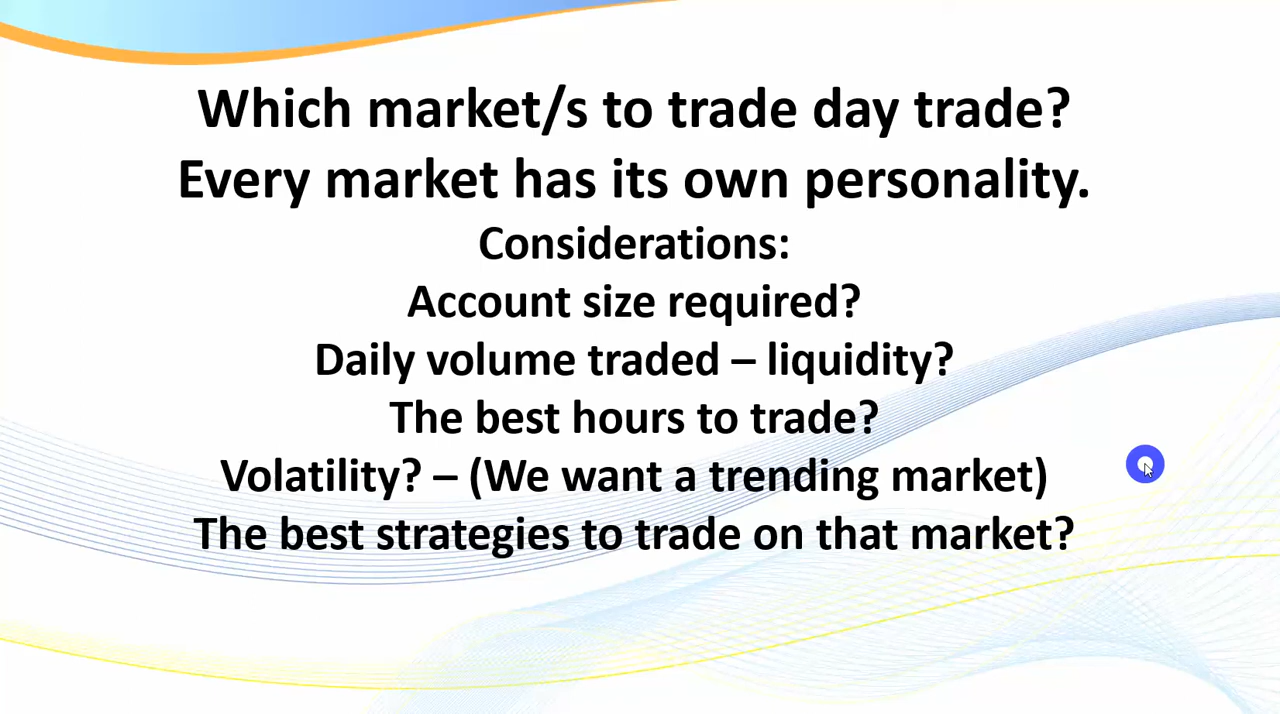 Which market/s to trade day trade?
Every market has its own personality.
Considerations:
Account size required?
Daily volume traded – liquidity?
The best hours to trade?
Volatility? – (We want a trending market)
The best strategies to trade on that market?